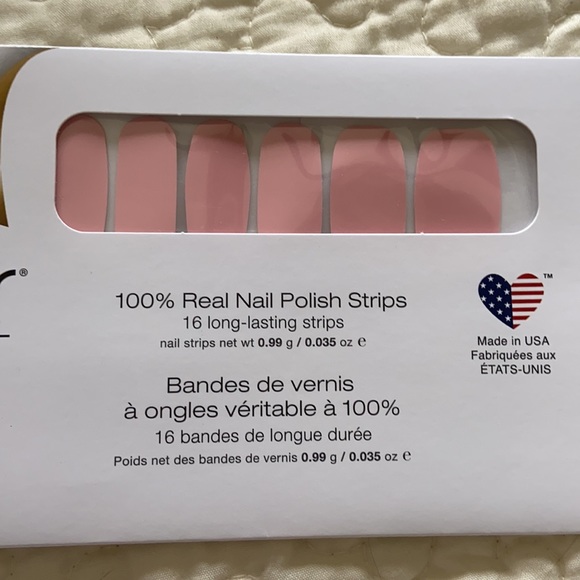 r®
100% Real Nail Polish Strips
16 long-lasting strips
nail strips net wt 0.99 g / 0.035 oz e
Bandes de vernis
à ongles véritable à 100%
16 bandes de longue durée
Poids net des bandes de vernis 0.99 g / 0.035 oz e
TM
Made in USA
Fabriquées aux
ÉTATS-UNIS